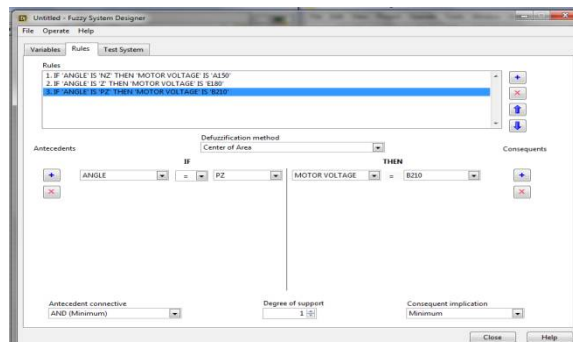 Untitled - Fuzzy System Designer
File Operate Help
Variables Rules Test System
Rules
1. IF 'ANGLE' IS 'NZ' THEN 'MOTOR VOLTAGE' IS 'A150'
2. IF 'ANGLE' IS 'Z' THEN 'MOTOR VOLTAGE' IS 'E180'
3. IF 'ANGLE' IS 'PZ' THEN 'MOTOR VOLTAGE' IS 'B210'
Defuzzification method
Antecedents Center of Area Consequents
IF THEN
ANGLE = PZ MOTOR VOLTAGE = B210
Antecedent connective Degree of support Consequent implication
AND (Minimum) 1 Minimum
Close Help